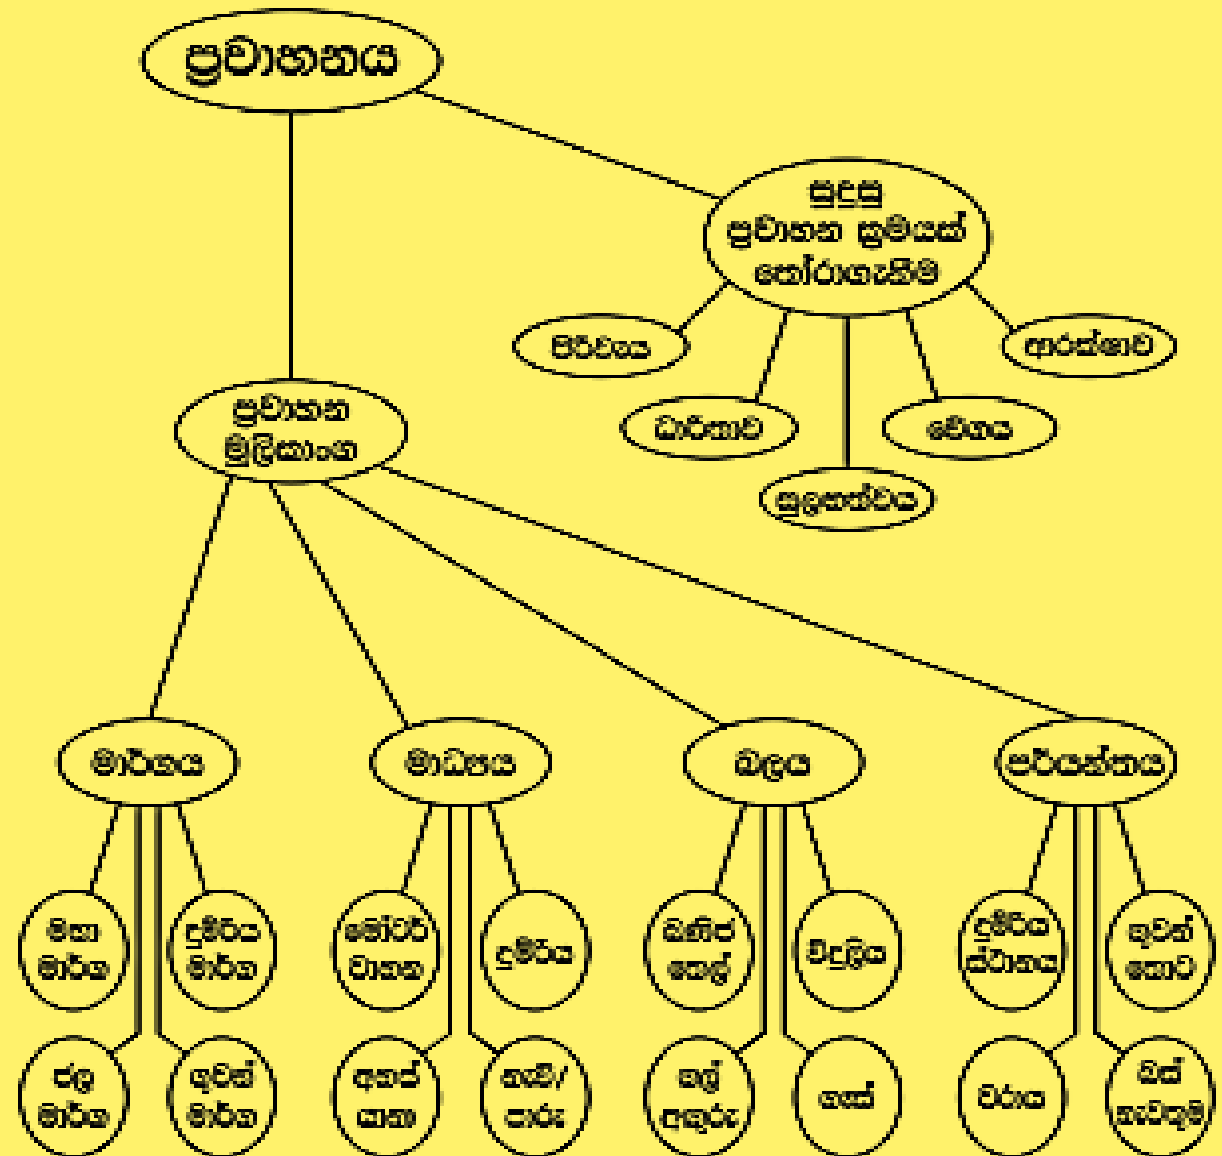 ප්‍රවාහනය
සුදුසු
ප්‍රවාහන ක්‍රමයක්
තෝරාගැනීම
පිරිවැය
ආරක්ෂාව
ධාරිතාව
වේගය
සුලභත්වය
ප්‍රවාහන
මූලිකාංග
මාර්ගය
මාධ්‍යය
බලය
පර්යන්තය
මහා
මාර්ග
දුම්රිය
මාර්ග
මෝටර්
වාහන
දුම්රිය
ඛණිජ
තෙල්
විදුලිය
දුම්රිය
ස්ථානය
ගුවන්
තොට
ජල
මාර්ග
ගුවන්
මාර්ග
අහස්
යානා
නැව්/
පාරු
ගල්
අඟුරු
ගෑස්
වරාය
බස්
නැවතුම